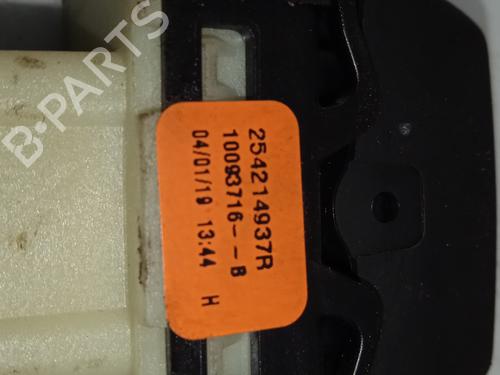 B-PARTS
254214937R
10093716--B
04/01/19 13:44 H